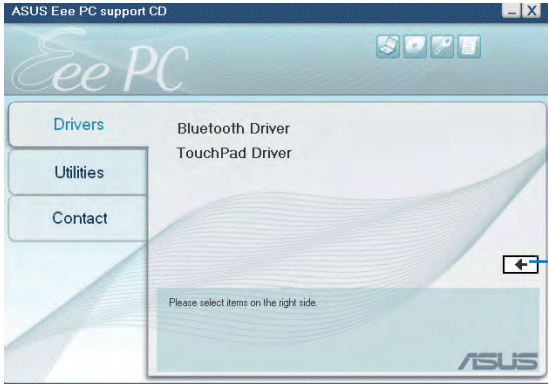 ASUS Eee PC support CD
Eee PC
Drivers
Bluetooth Driver
TouchPad Driver
Utilities
Contact
Please select items on the right side.
ASUS